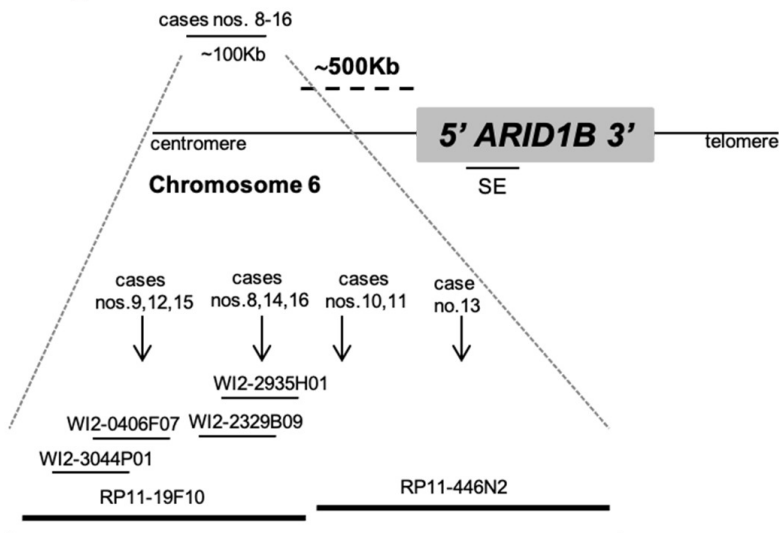 cases nos. 8-16
~100Kb
~500Kb
5’ ARID1B 3’
centromere
telomere
SE
Chromosome 6
cases
nos.9,12,15
cases
nos.8,14,16
cases
nos.10,11
case
no.13
WI2-2935H01
WI2-0406F07
WI2-2329B09
WI2-3044P01
RP11-19F10
RP11-446N2